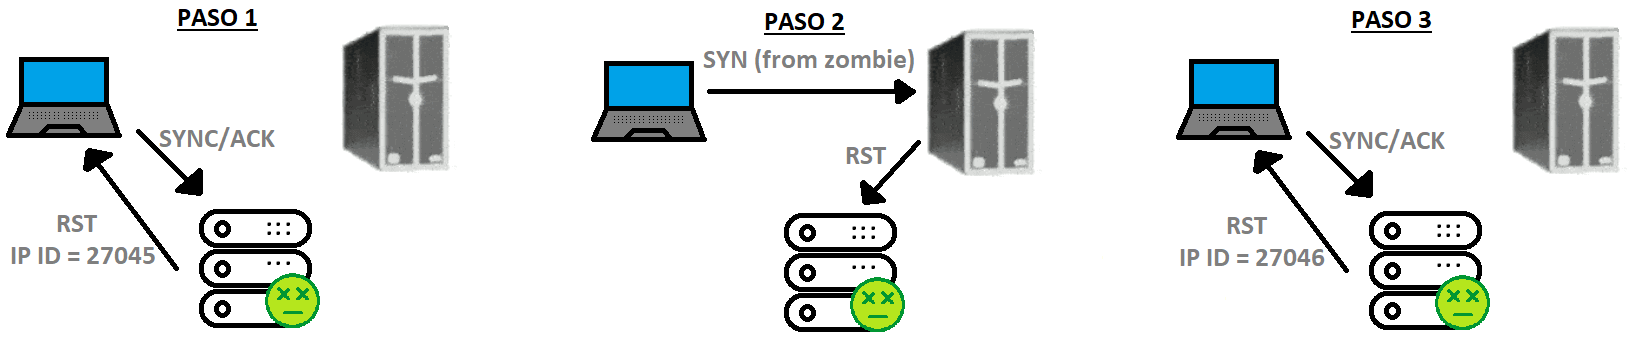 PASO 1
SYNC/ACK
RST
IP ID = 27045
PASO 2
SYN (from zombie)
RST
PASO 3
SYNC/ACK
RST
IP ID = 27046